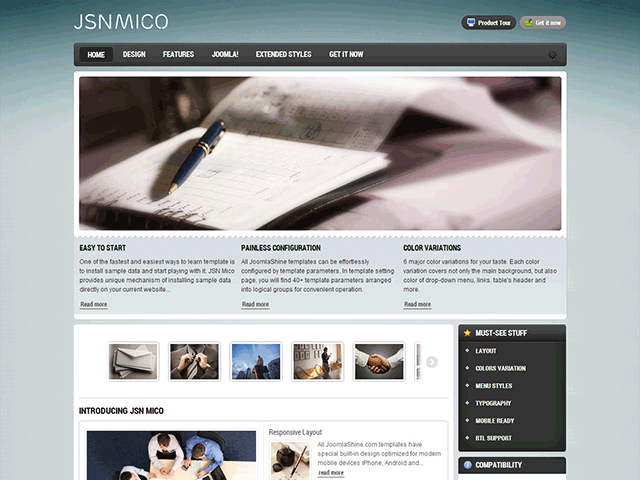 JSNMICO
Product Tour
Get it now
HOME DESIGN FEATURES JOOMLA! EXTENDED STYLES GET IT NOW
EASY TO START
One of the fastest and easiest ways to learn template is
to install sample data and start playing with it. JSN Mico
provides unique mechanism of installing sample data
directly on your current website...
Read more
PAINLESS CONFIGURATION
All JoomlaShine templates can be effortlessly
configured by template parameters. In template setting
page, you will find 40+ template parameters arranged
into logical groups for convenient operation.
Read more
COLOR VARIATIONS
6 major color variations for your taste. Each color
variation covers not only the main background, but also
color of drop-down menu, links, table's header and
more.
Read more
MUST-SEE STUFF
LAYOUT
COLORS VARIATION
MENU STYLES
TYPOGRAPHY
MOBILE READY
RTL SUPPORT
COMPATIBILITY
INTRODUCING JSN MICO
Responsive Layout
All JoomlaShine.com templates have
special built-in design optimized for modern
mobile devices iPhone, Android and...
read more